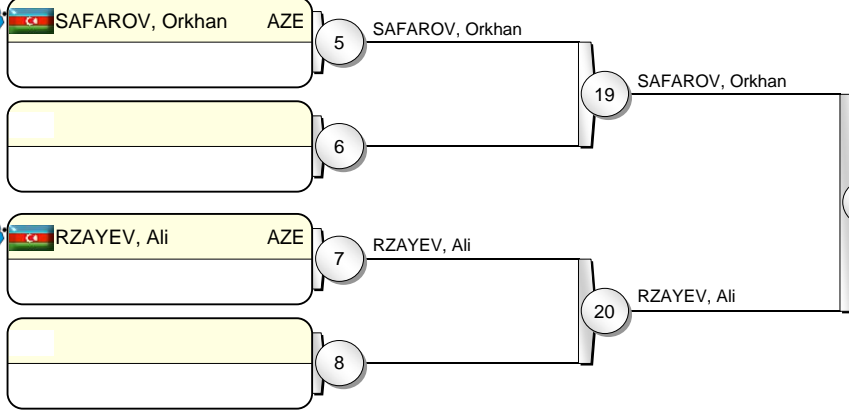 SAFAROV, Orkhan AZE
5
SAFAROV, Orkhan
6
19
SAFAROV, Orkhan
RZAYEV, Ali AZE
7
RZAYEV, Ali
8
20
RZAYEV, Ali